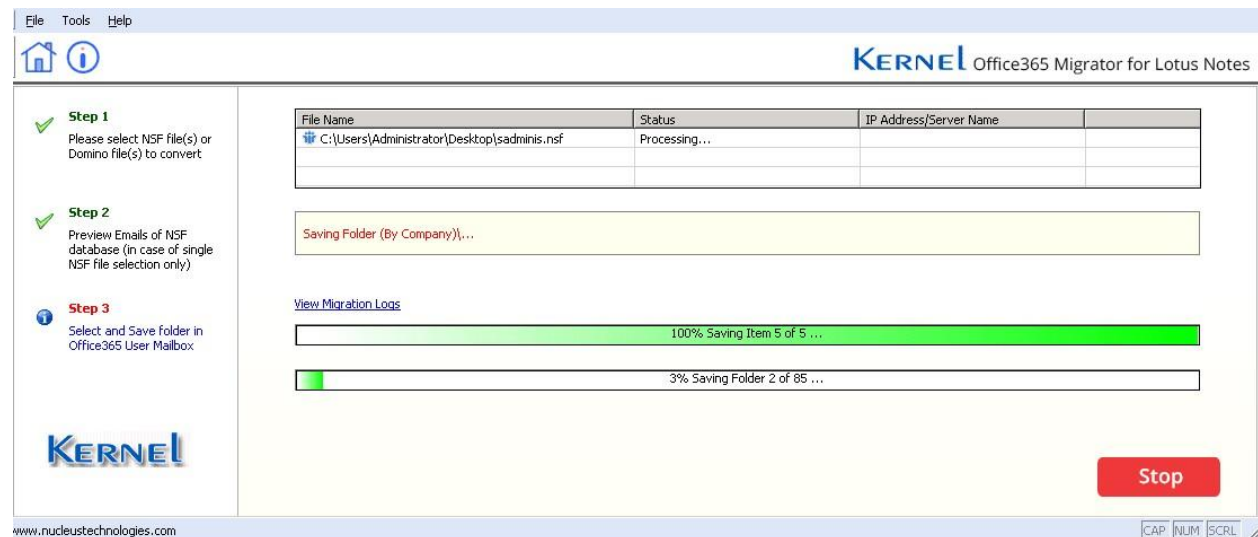 File Tools Help
KERNEL Office365 Migrator for Lotus Notes
Step 1
Please select NSF file(s) or
Domino file(s) to convert
Step 2
Preview Emails of NSF
database (in case of single
NSF file selection only)
Step 3
Select and Save folder in
Office365 User Mailbox
KERNEL
File Name Status IP Address/Server Name
C:\Users\Administrator\Desktop\sadminis.nsf Processing...
Saving Folder (By Company)\...
View Migration Logs
100% Saving Item 5 of 5 ...
3% Saving Folder 2 of 85 ...
Stop
www.nucleustechnologies.com CAP NUM SCRL